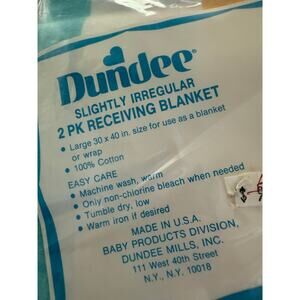 Dundee®
SLIGHTLY IRREGULAR
2 PK RECEIVING BLANKET
• Large 30 x 40 in. size for use as a blanket
or wrap
• 100% Cotton
EASY CARE
• Machine wash, warm
• Only non-chlorine bleach when needed
• Tumble dry, low
• Warm iron if desired
MADE IN U.S.A.
BABY PRODUCTS DIVISION,
DUNDEE MILLS, INC.
111 West 40th Street
N.Y., N.Y. 10018